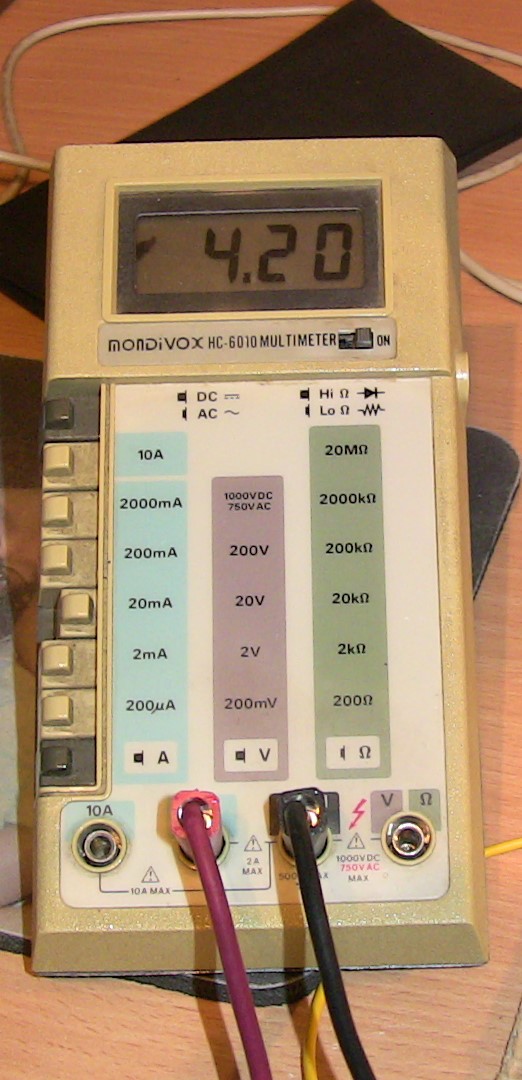 4.20
mondivox HC-6010 MULTIMETER ON
DC Hi Ω
AC ~ Lo Ω
10A 20MΩ
2000mA 1000VDC 2000kΩ
750VAC
200mA 200V 200kΩ
20mA 20V 20kΩ
2mA 2V 2kΩ
200µA 200mV 200Ω
A V Ω
10A V Ω
2A
MAX
1000VDC
750VAC
MAX
10A MAX